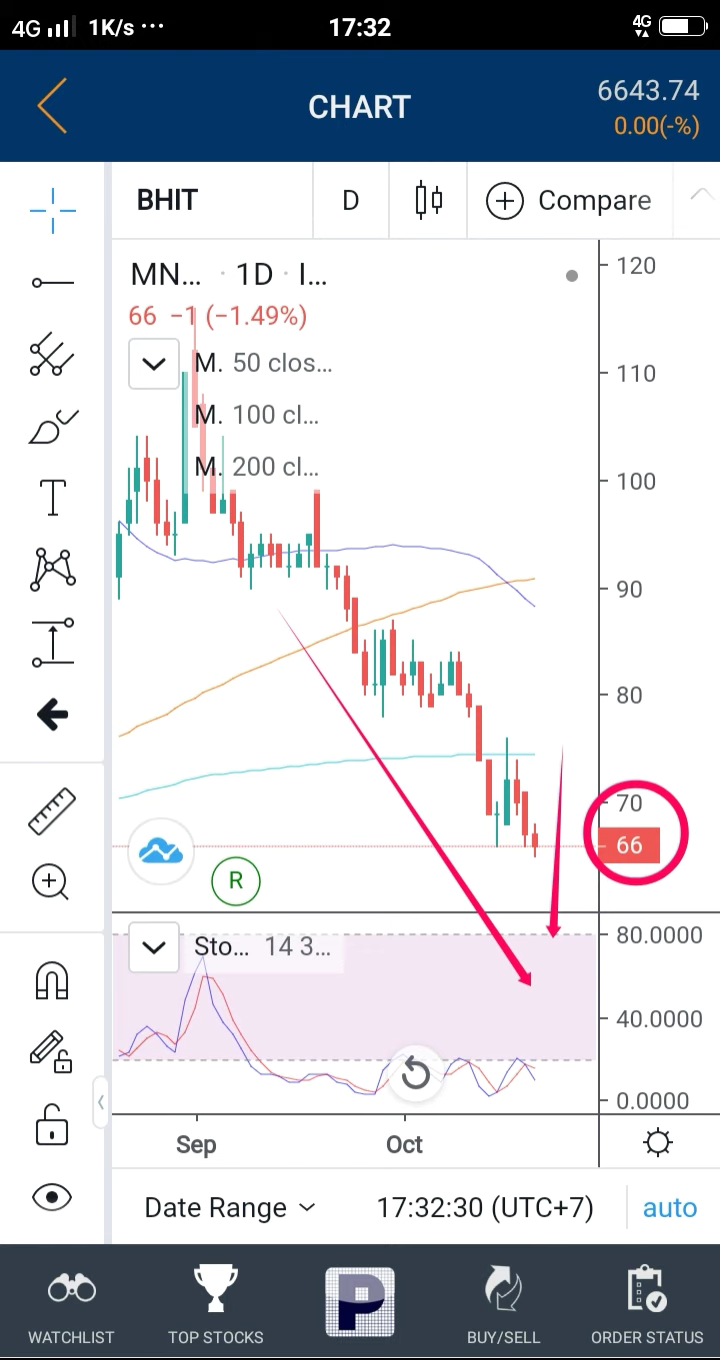 4G 1K/s ··· 17:32 4G
CHART
6643.74
0.00(-%)
BHIT D Compare
MN... · 1D · I...
66 −1 (−1.49%)
M. 50 clos...
M. 100 cl...
M. 200 cl...
120
110
100
90
80
70
66
R
Sto... 14 3...
80.0000
40.0000
0.0000
Sep Oct
Date Range 17:32:30 (UTC+7) auto
P
WATCHLIST TOP STOCKS BUY/SELL ORDER STATUS